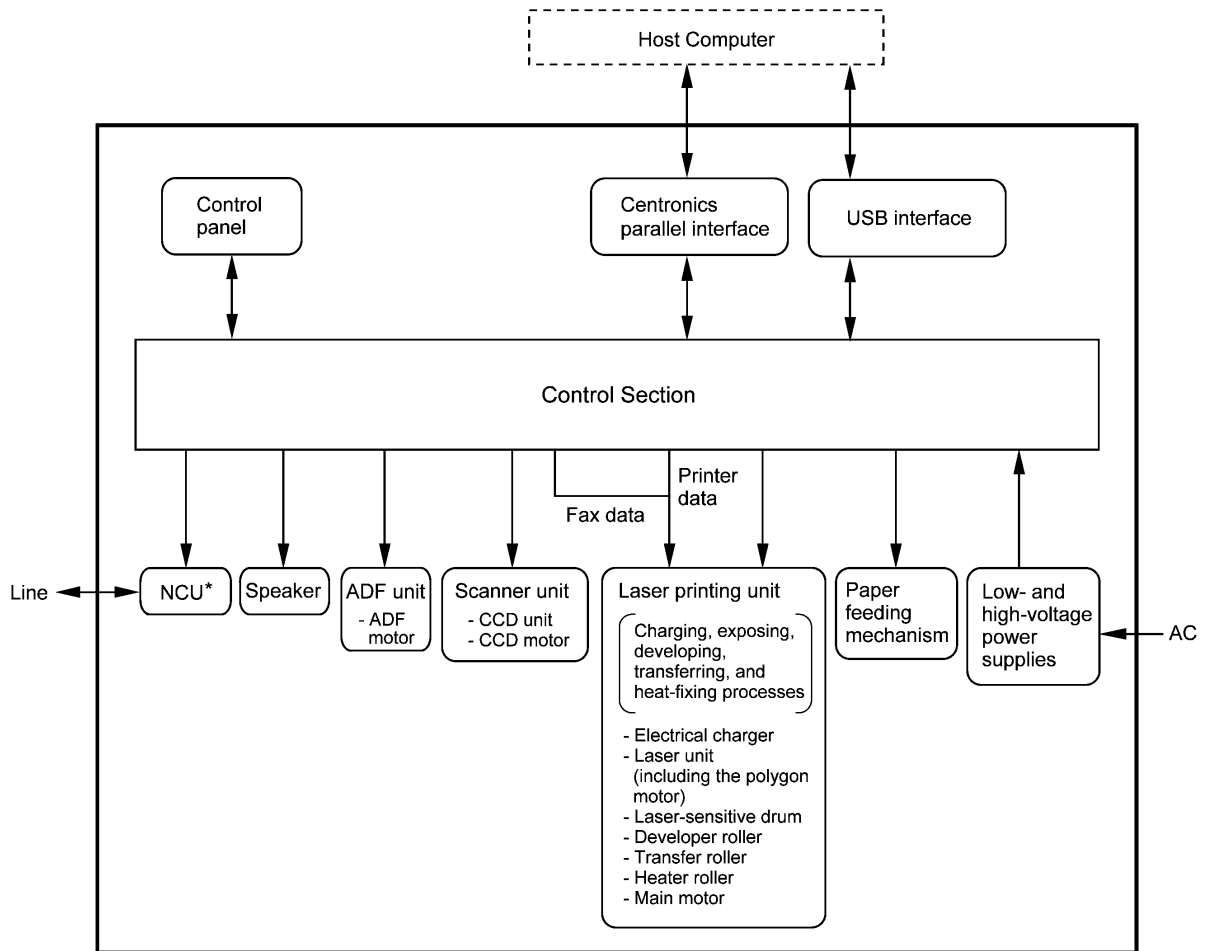 Host Computer
Control
panel
Centronics
parallel interface
USB interface
Control Section
Printer
data
Fax data
Line
NCU*
Speaker
ADF unit
- ADF
motor
Scanner unit
- CCD unit
- CCD motor
Laser printing unit
Charging, exposing,
developing,
transferring, and
heat-fixing processes
- Electrical charger
- Laser unit
(including the polygon
motor)
- Laser-sensitive drum
- Developer roller
- Transfer roller
- Heater roller
- Main motor
Paper
feeding
mechanism
Low- and
high-voltage
power
supplies
AC